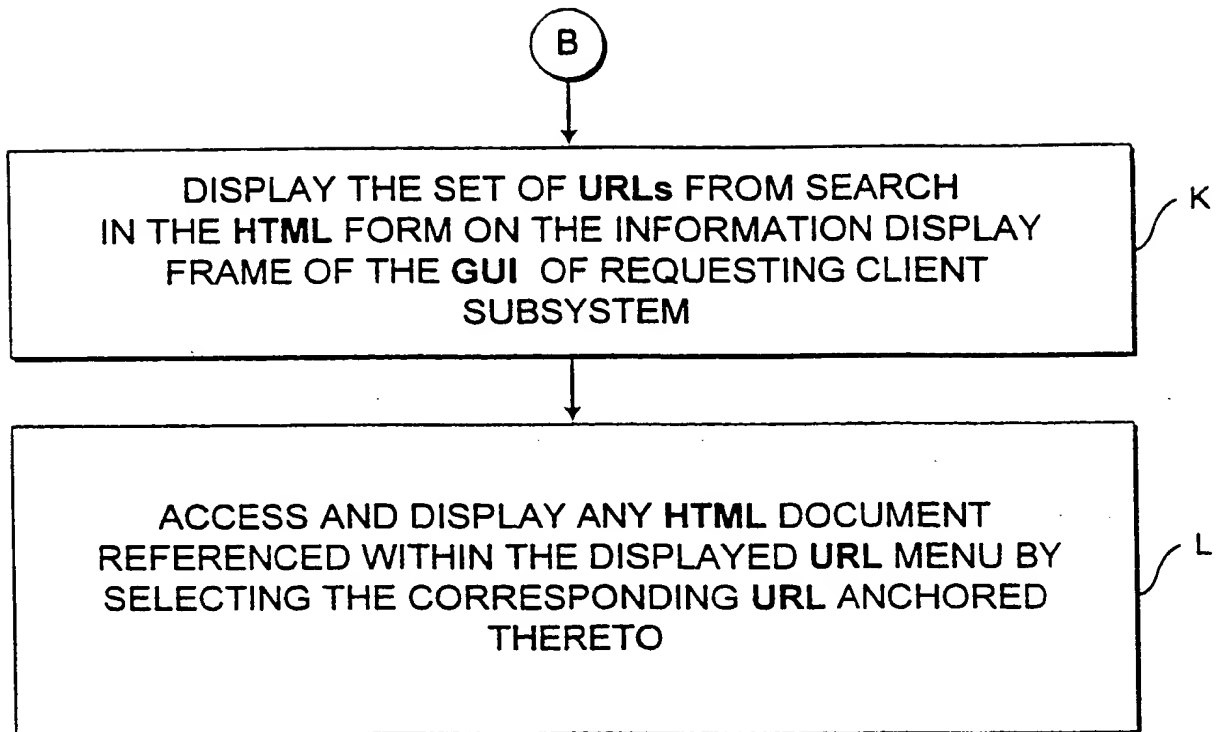 B
DISPLAY THE SET OF URLs FROM SEARCH
IN THE HTML FORM ON THE INFORMATION DISPLAY
FRAME OF THE GUI OF REQUESTING CLIENT
SUBSYSTEM
K
ACCESS AND DISPLAY ANY HTML DOCUMENT
REFERENCED WITHIN THE DISPLAYED URL MENU BY
SELECTING THE CORRESPONDING URL ANCHORED
THERETO
L